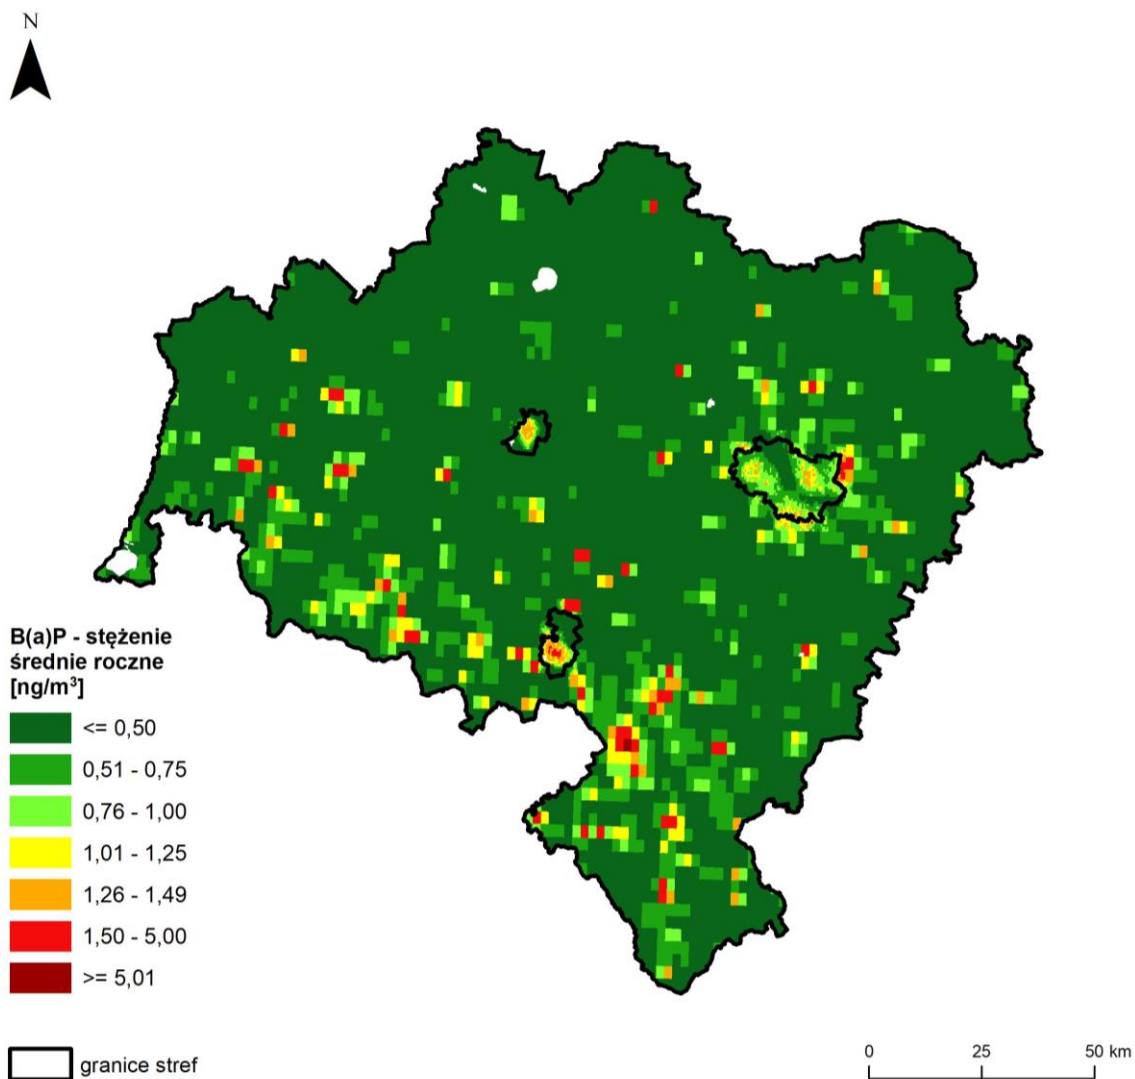 N
B(a)P - stężenie
średnie roczne
[ng/m³]
<= 0,50
0,51 - 0,75
0,76 - 1,00
1,01 - 1,25
1,26 - 1,49
1,50 - 5,00
>= 5,01
granice stref
0 25 50 km